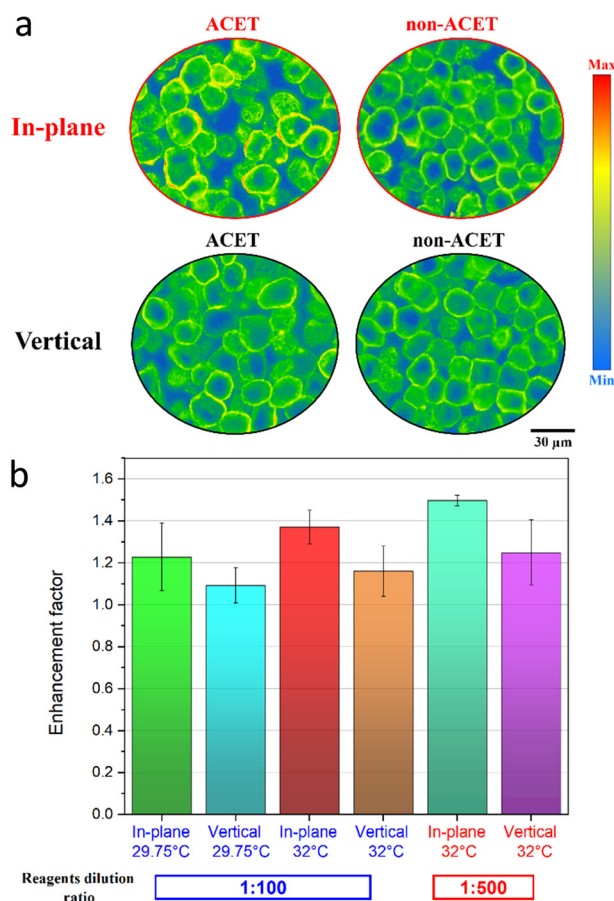 a
ACET non-ACET
In-plane
Max
ACET non-ACET
Vertical
Min
30 µm
b
Enhancement factor
1.6
1.4
1.2
1.0
0.8
0.6
0.4
0.2
0.0
In-plane Vertical In-plane Vertical In-plane Vertical
29.75°C 29.75°C 32°C 32°C 32°C 32°C
Reagents dilution
ratio
1:100 1:500